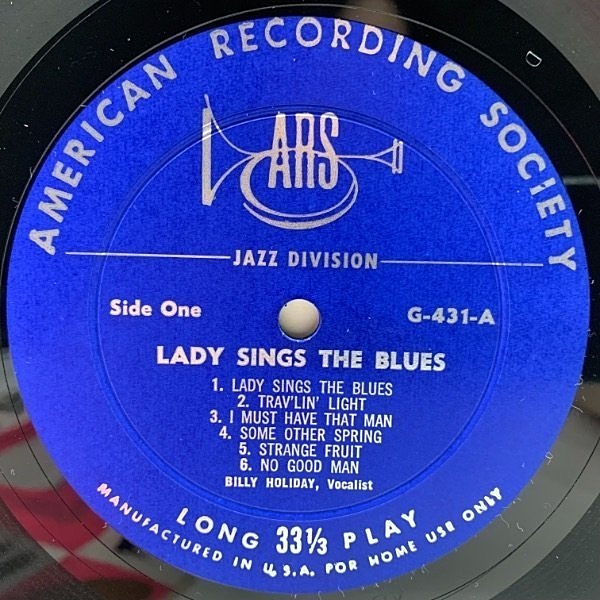 AMERICAN RECORDING SOCIETY
ARS
JAZZ DIVISION
Side One
G-431-A
LADY SINGS THE BLUES
1. LADY SINGS THE BLUES
2. TRAV'LIN' LIGHT
3. I MUST HAVE THAT MAN
4. SOME OTHER SPRING
5. STRANGE FRUIT
6. NO GOOD MAN
BILLY HOLIDAY, Vocalist
LONG 33⅓ PLAY
MANUFACTURED IN U.S.A. FOR HOME USE ONLY